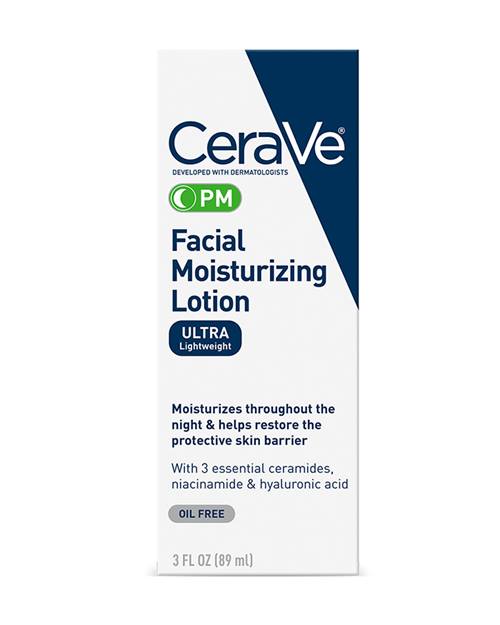 CeraVe®
DEVELOPED WITH DERMATOLOGISTS
PM
Facial
Moisturizing
Lotion
ULTRA
Lightweight
Moisturizes throughout the
night & helps restore the
protective skin barrier
With 3 essential ceramides,
niacinamide & hyaluronic acid
OIL FREE
3 FL OZ (89 ml)